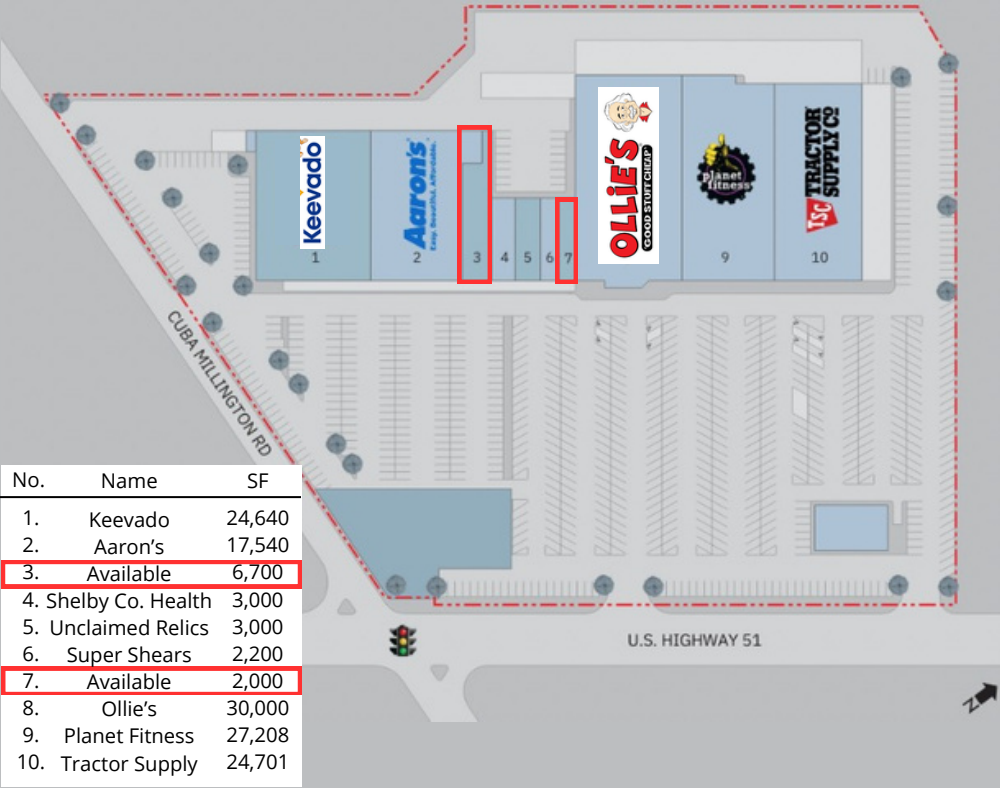 Keevado
1
Aaron's
Easy. Beautiful. Affordable.
2
3
4
5
6
7
OLLiE'S
GOOD STUFF CHEAP
planet
fitness
9
TSC
TRACTOR
SUPPLY CO
10
CUBA MILLINGTON RD
U.S. HIGHWAY 51
N
No. Name SF
1. Keevado 24,640
2. Aaron's 17,540
3. Available 6,700
4. Shelby Co. Health 3,000
5. Unclaimed Relics 3,000
6. Super Shears 2,200
7. Available 2,000
8. Ollie's 30,000
9. Planet Fitness 27,208
10. Tractor Supply 24,701